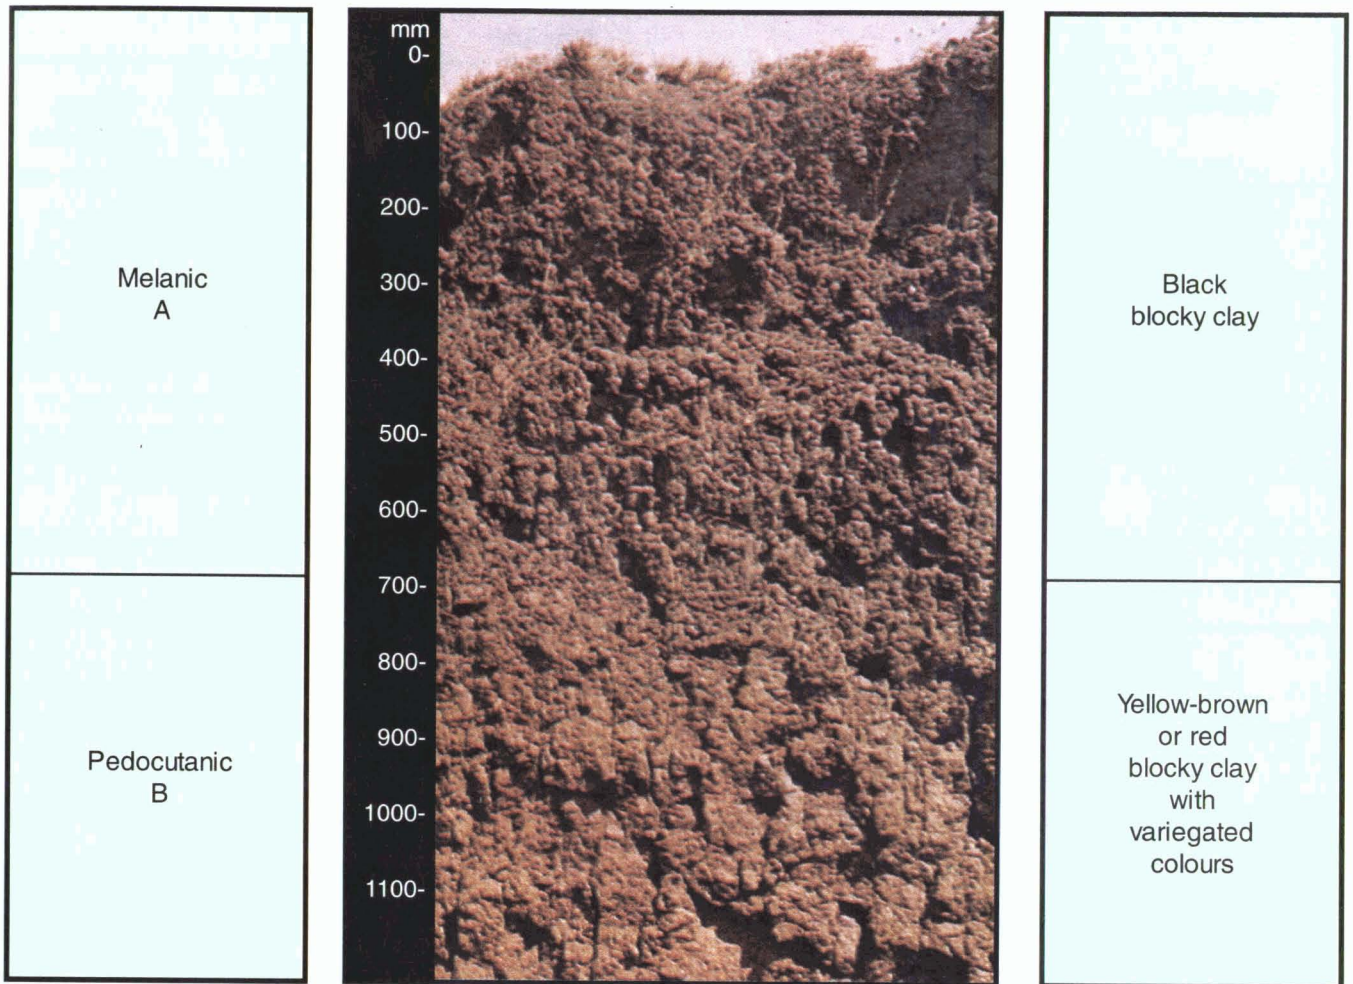 Melanic
A
Pedocutanic
B
mm
0-
100-
200-
300-
400-
500-
600-
700-
800-
900-
1000-
1100-
Black
blocky clay
Yellow-brown
or red
blocky clay
with
variegated
colours